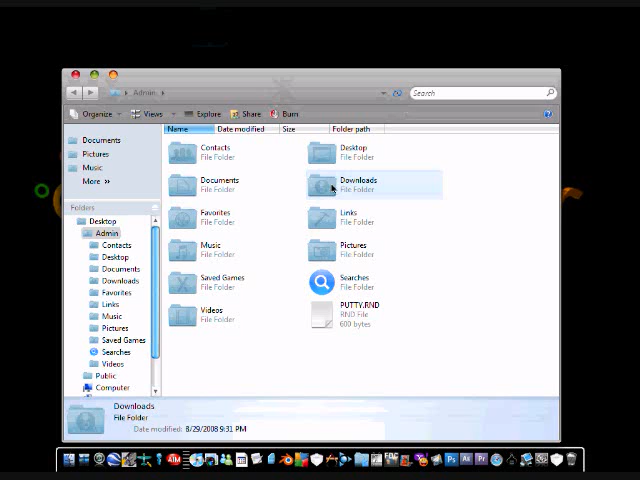 Admin
Search
Organize Views Explore Share Burn
Name Date modified Size Folder path
Documents
Pictures
Music
More »
Folders
Desktop
Admin
Contacts
Desktop
Documents
Downloads
Favorites
Links
Music
Pictures
Saved Games
Searches
Videos
Public
Computer
Contacts
File Folder
Desktop
File Folder
Documents
File Folder
Downloads
File Folder
Favorites
File Folder
Links
File Folder
Music
File Folder
Pictures
File Folder
Saved Games
File Folder
Searches
File Folder
Videos
File Folder
PUTTY.RND
RND File
600 bytes
Downloads
File Folder
Date modified: 8/29/2008 9:31 PM
ATM
Ps Ae Pr